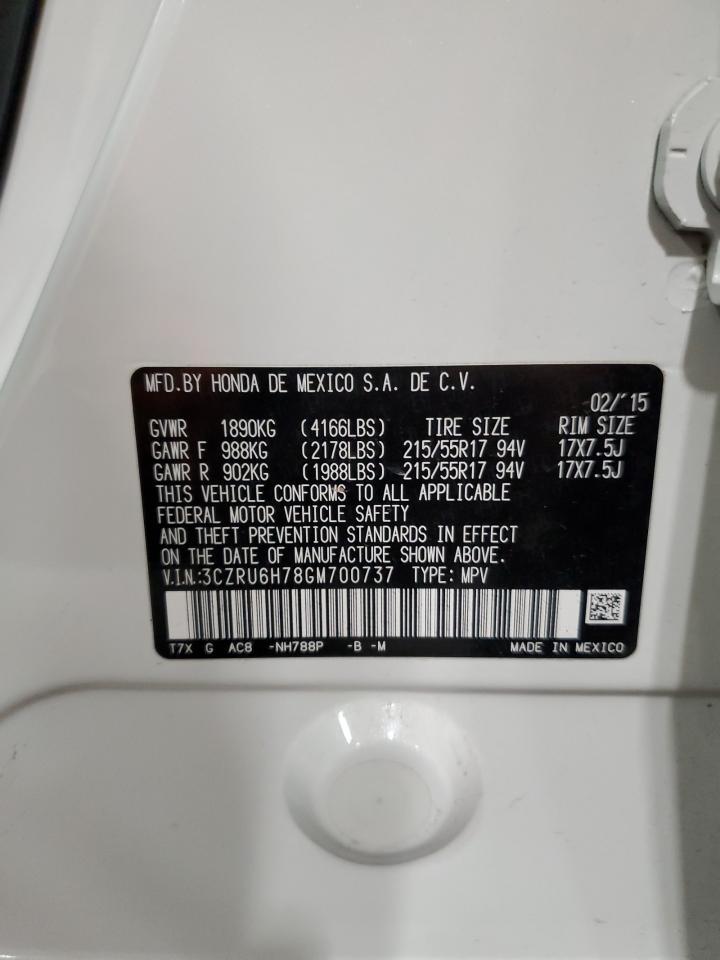 MFD.BY HONDA DE MEXICO S.A. DE C.V.
02/'15
GVWR 1890KG (4166LBS) TIRE SIZE RIM SIZE
GAWR F 988KG (2178LBS) 215/55R17 94V 17X7.5J
GAWR R 902KG (1988LBS) 215/55R17 94V 17X7.5J
THIS VEHICLE CONFORMS TO ALL APPLICABLE
FEDERAL MOTOR VEHICLE SAFETY
AND THEFT PREVENTION STANDARDS IN EFFECT
ON THE DATE OF MANUFACTURE SHOWN ABOVE.
V.I.N.:3CZRU6H78GM700737 TYPE: MPV
T7X G AC8 -NH788P -B -M MADE IN MEXICO